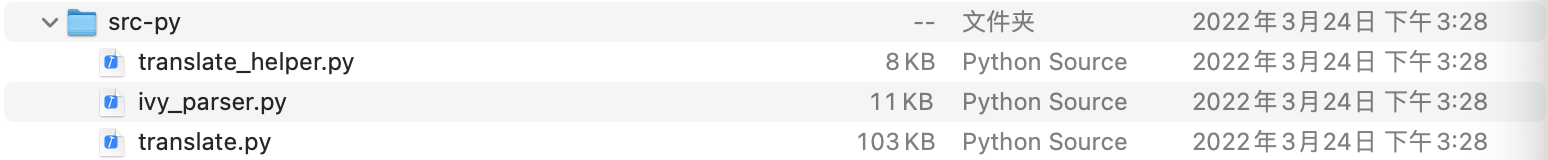 src-py -- 文件夹 2022年3月24日 下午3:28
translate_helper.py 8 KB Python Source 2022年3月24日 下午3:28
ivy_parser.py 11 KB Python Source 2022年3月24日 下午3:28
translate.py 103 KB Python Source 2022年3月24日 下午3:28